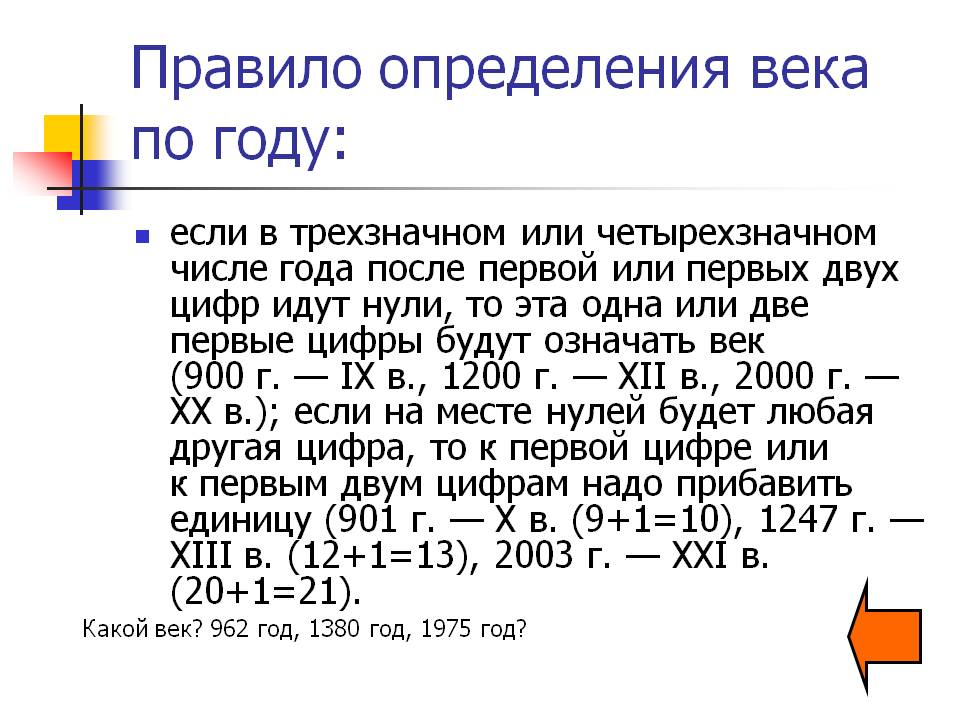 Правило определения века
по году:
если в трехзначном или четырехзначном
числе года после первой или первых двух
цифр идут нули, то эта одна или две
первые цифры будут означать век
(900 г. — IX в., 1200 г. — XII в., 2000 г. —
XX в.); если на месте нулей будет любая
другая цифра, то к первой цифре или
к первым двум цифрам надо прибавить
единицу (901 г. — X в. (9+1=10), 1247 г. —
XIII в. (12+1=13), 2003 г. — XXI в.
(20+1=21).
Какой век? 962 год, 1380 год, 1975 год?